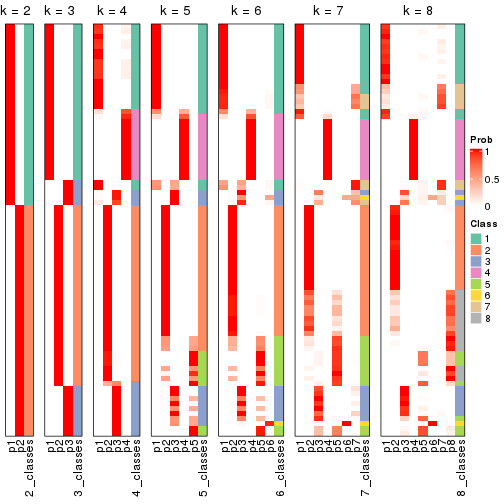 k = 2
k = 3
k = 4
k = 5
k = 6
k = 7
k = 8
Prob
1
0.5
0
Class
1
2
3
4
5
6
7
8
p1
p2
2_classes
p1
p2
p3
3_classes
p1
p2
p3
p4
4_classes
p1
p2
p3
p4
p5
5_classes
p1
p2
p3
p4
p5
p6
6_classes
p1
p2
p3
p4
p5
p6
p7
7_classes
p1
p2
p3
p4
p5
p6
p7
p8
8_classes